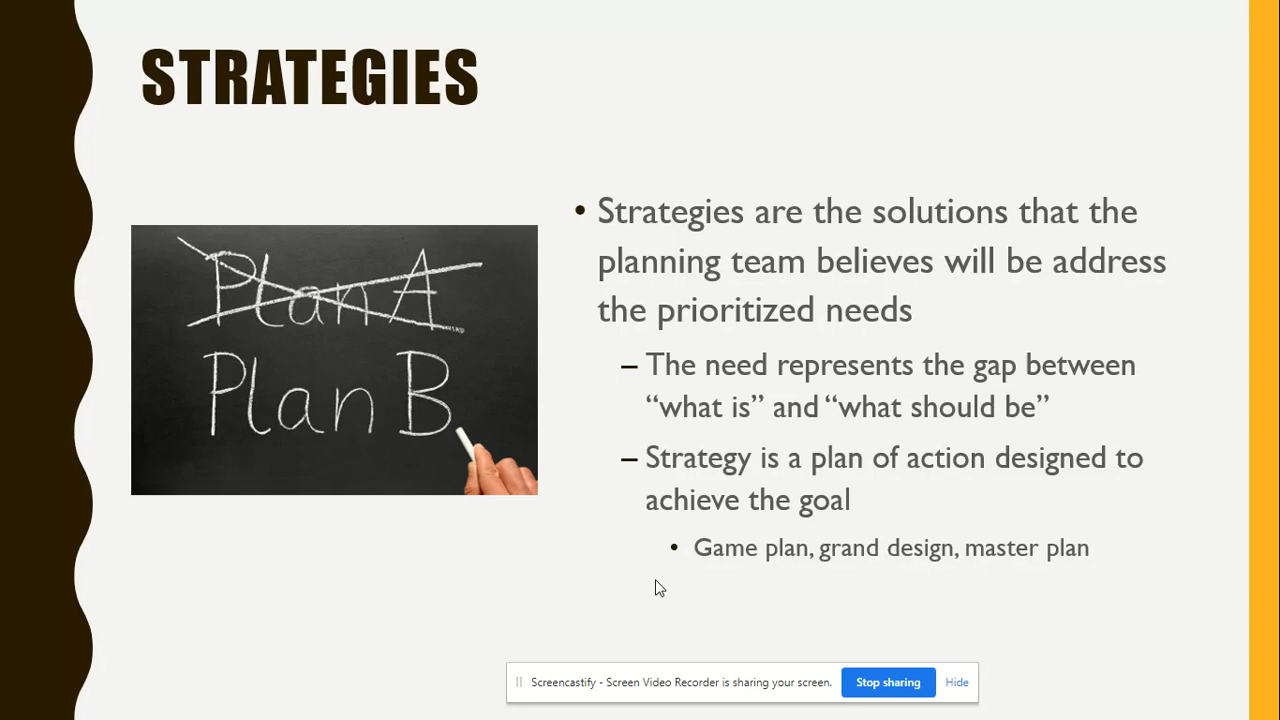 STRATEGIES
Plan A
Plan B
• Strategies are the solutions that the
planning team believes will be address
the prioritized needs
– The need represents the gap between
“what is” and “what should be”
– Strategy is a plan of action designed to
achieve the goal
• Game plan, grand design, master plan
Screencastify - Screen Video Recorder is sharing your screen. Stop sharing Hide